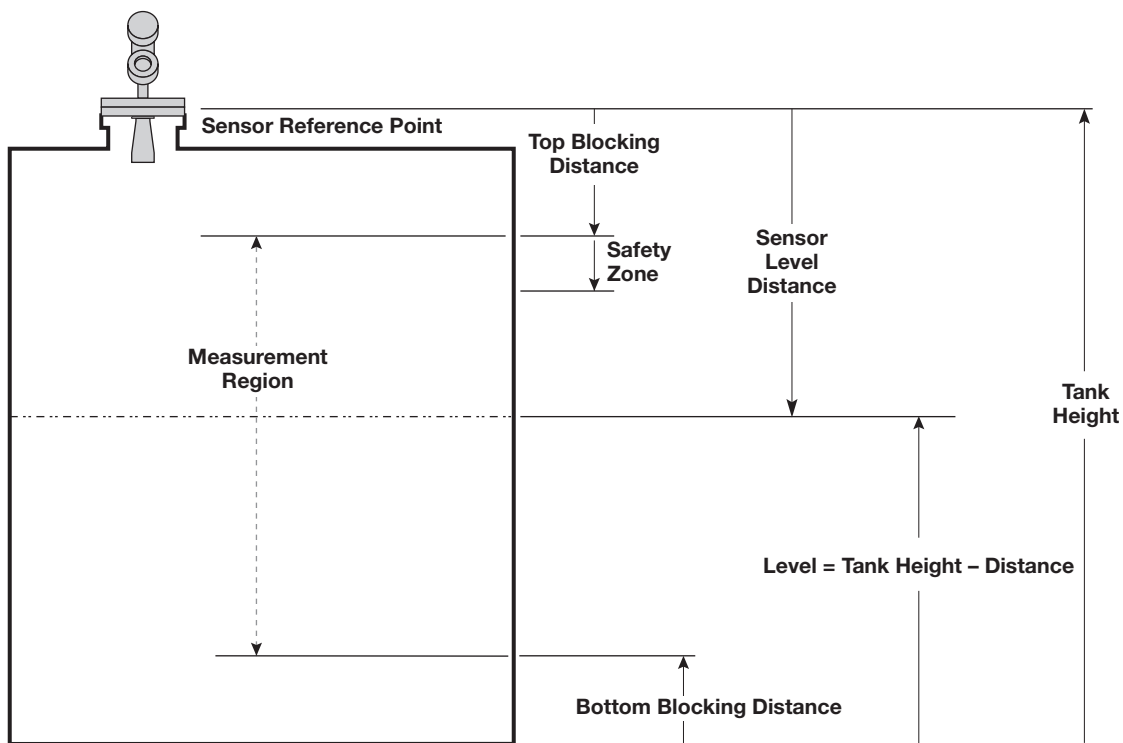 Sensor Reference Point
Top Blocking
Distance
Safety
Zone
Sensor
Level
Distance
Measurement
Region
Tank
Height
Level = Tank Height – Distance
Bottom Blocking Distance